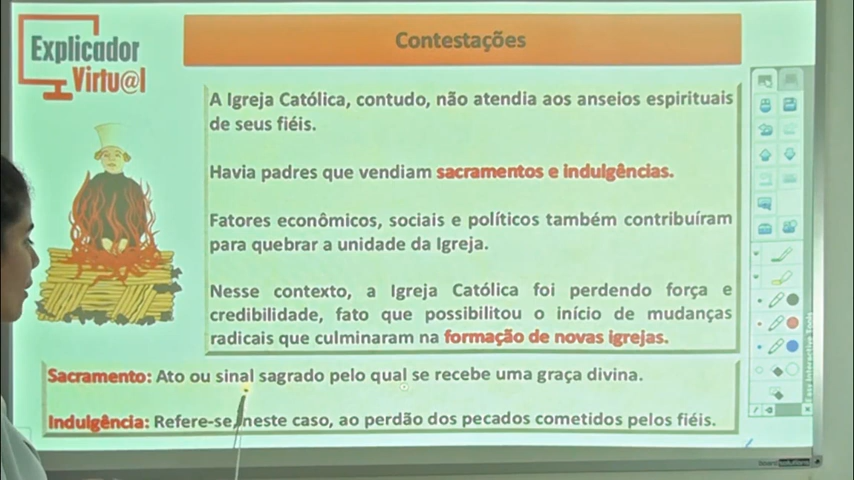 Explicador
Virtu@l
Contestações
A Igreja Católica, contudo, não atendia aos anseios espirituais
de seus fiéis.
Havia padres que vendiam sacramentos e indulgências.
Fatores econômicos, sociais e políticos também contribuíram
para quebrar a unidade da Igreja.
Nesse contexto, a Igreja Católica foi perdendo força e
credibilidade, fato que possibilitou o início de mudanças
radicais que culminaram na formação de novas igrejas.
Sacramento: Ato ou sinal sagrado pelo qual se recebe uma graça divina.
Indulgência: Refere-se, neste caso, ao perdão dos pecados cometidos pelos fiéis.
Easy Interactive Tools
boardsolutions